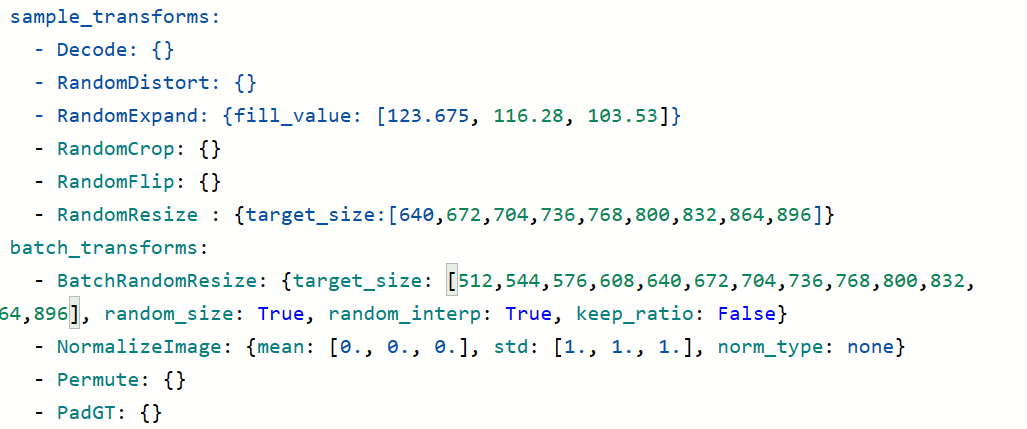 sample_transforms:
- Decode: {}
- RandomDistort: {}
- RandomExpand: {fill_value: [123.675, 116.28, 103.53]}
- RandomCrop: {}
- RandomFlip: {}
- RandomResize : {target_size:[640,672,704,736,768,800,832,864,896]}
batch_transforms:
- BatchRandomResize: {target_size: [512,544,576,608,640,672,704,736,768,800,832,
64,896], random_size: True, random_interp: True, keep_ratio: False}
- NormalizeImage: {mean: [0., 0., 0.], std: [1., 1., 1.], norm_type: none}
- Permute: {}
- PadGT: {}